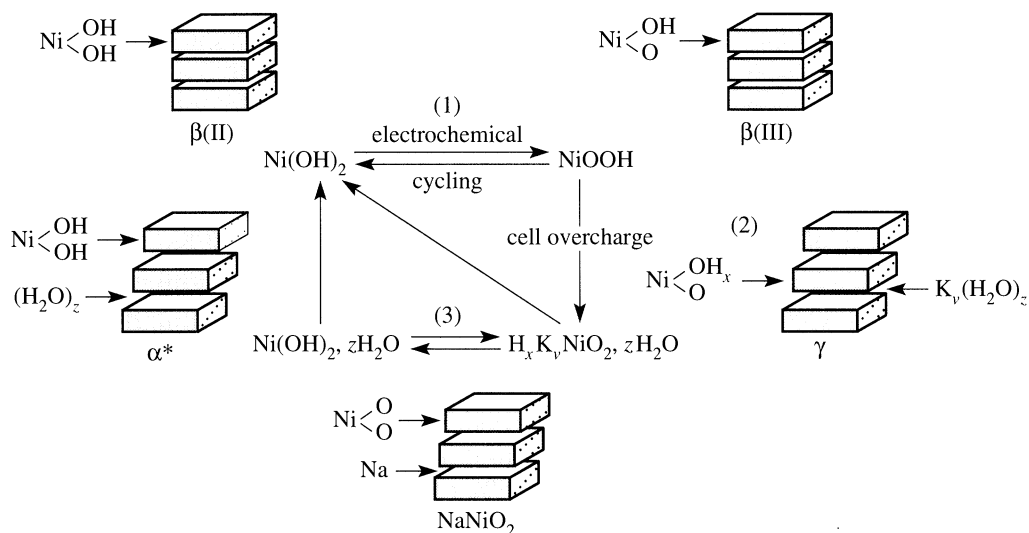 Ni<OH OH
β(II)
Ni<OH O
β(III)
(1)
electrochemical
Ni(OH)₂ NiOOH
cycling
Ni<OH OH
(H₂O)z
α*
cell overcharge
(2)
Ni<OHₓ O
Kᵥ(H₂O)z
γ
(3)
Ni(OH)₂, zH₂O HₓKᵥNiO₂, zH₂O
Ni<O O
Na
NaNiO₂